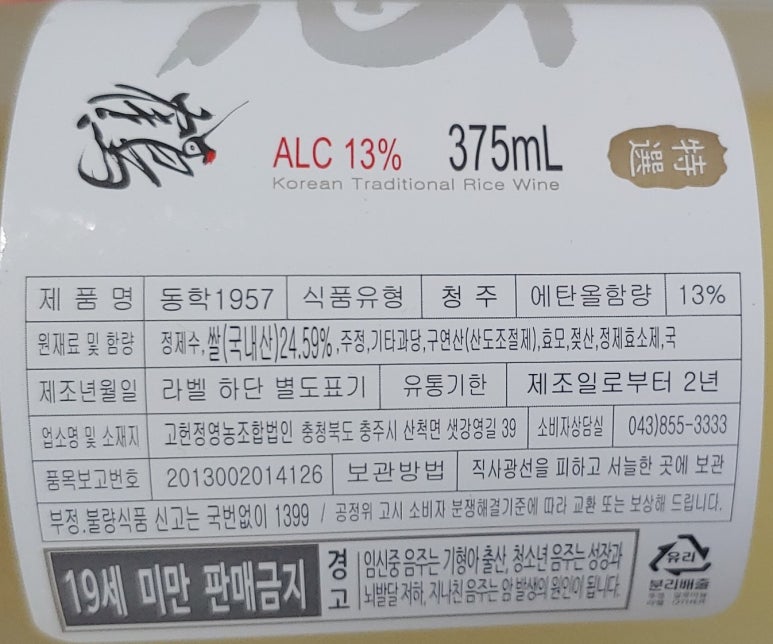 鶴
ALC 13% 375mL
Korean Traditional Rice Wine
特選
제 품 명 동학1957 식품유형 청 주 에탄올함량 13%
원재료 및 함량 정제수,쌀(국내산)24.59%,주정,기타과당,구연산(산도조절제),효모,젖산,정제효소제,국
제조년월일 라벨 하단 별도표기 유통기한 제조일로부터 2년
업소명 및 소재지 고헌정영농조합법인 충청북도 충주시 산척면 샛강영길 39 소비자상담실 043)855-3333
품목보고번호 2013002014126 보관방법 직사광선을 피하고 서늘한 곳에 보관
부정.불량식품 신고는 국번없이 1399 / 공정위 고시 소비자 분쟁해결기준에 따라 교환 또는 보상해 드립니다.
19세 미만 판매금지
경고
임신중 음주는 기형아 출산, 청소년 음주는 성장과
뇌발달 저하, 지나친 음주는 암 발생의 원인이 됩니다.
유리
분리배출